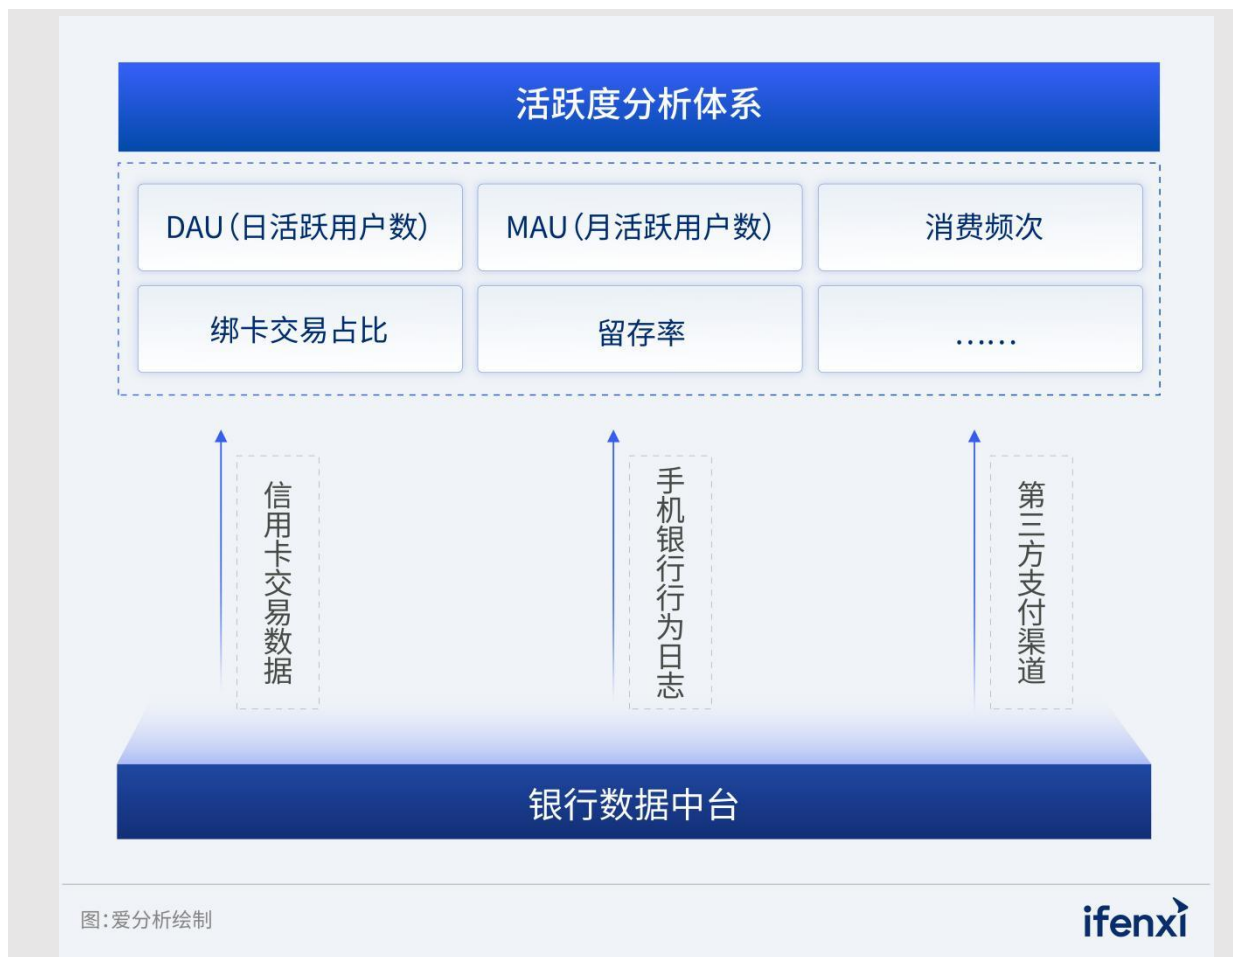 活跃度分析体系
DAU（日活跃用户数）
MAU（月活跃用户数）
消费频次
绑卡交易占比
留存率
……
信用卡交易数据
手机银行行为日志
第三方支付渠道
银行数据中台
图：爱分析绘制
ifenxi